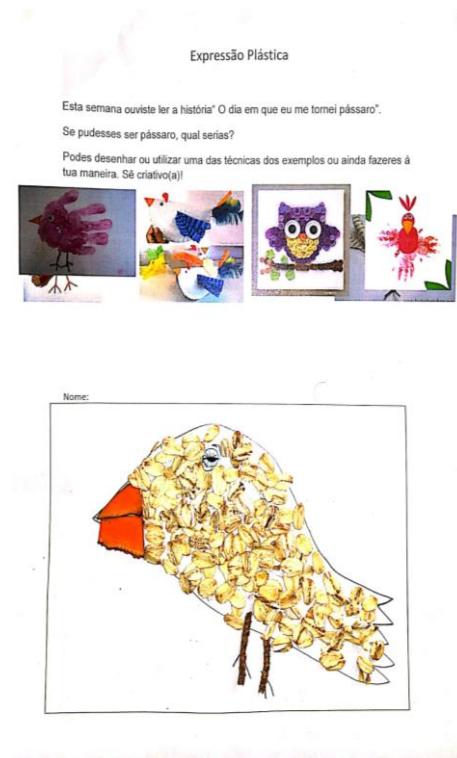 Expressão Plástica
Esta semana ouviste ler a história" O dia em que eu me tornei pássaro".
Se pudesses ser pássaro, qual serias?
Podes desenhar ou utilizar uma das técnicas dos exemplos ou ainda fazeres à
tua maneira. Sê criativo(a)!
Nome: